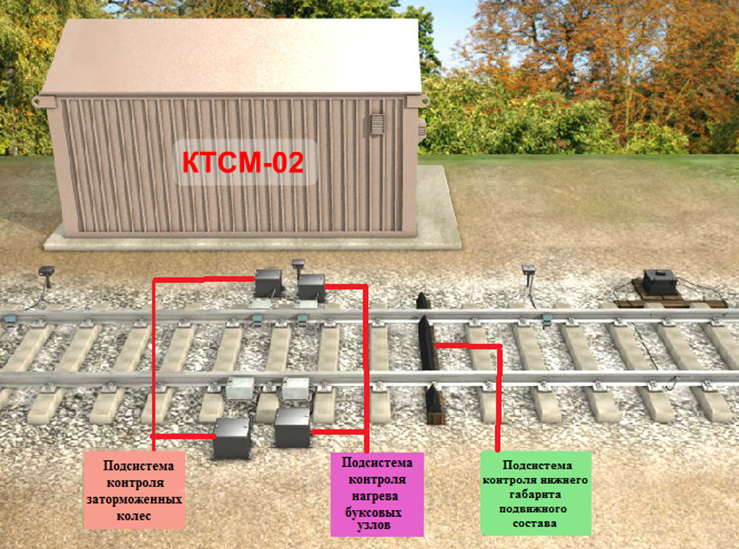 КТСМ-02
Подсистема
контроля
заторможенных
колес
Подсистема
контроля
нагрева
буксовых
узлов
Подсистема
контроля нижнего
габарита
подвижного
состава